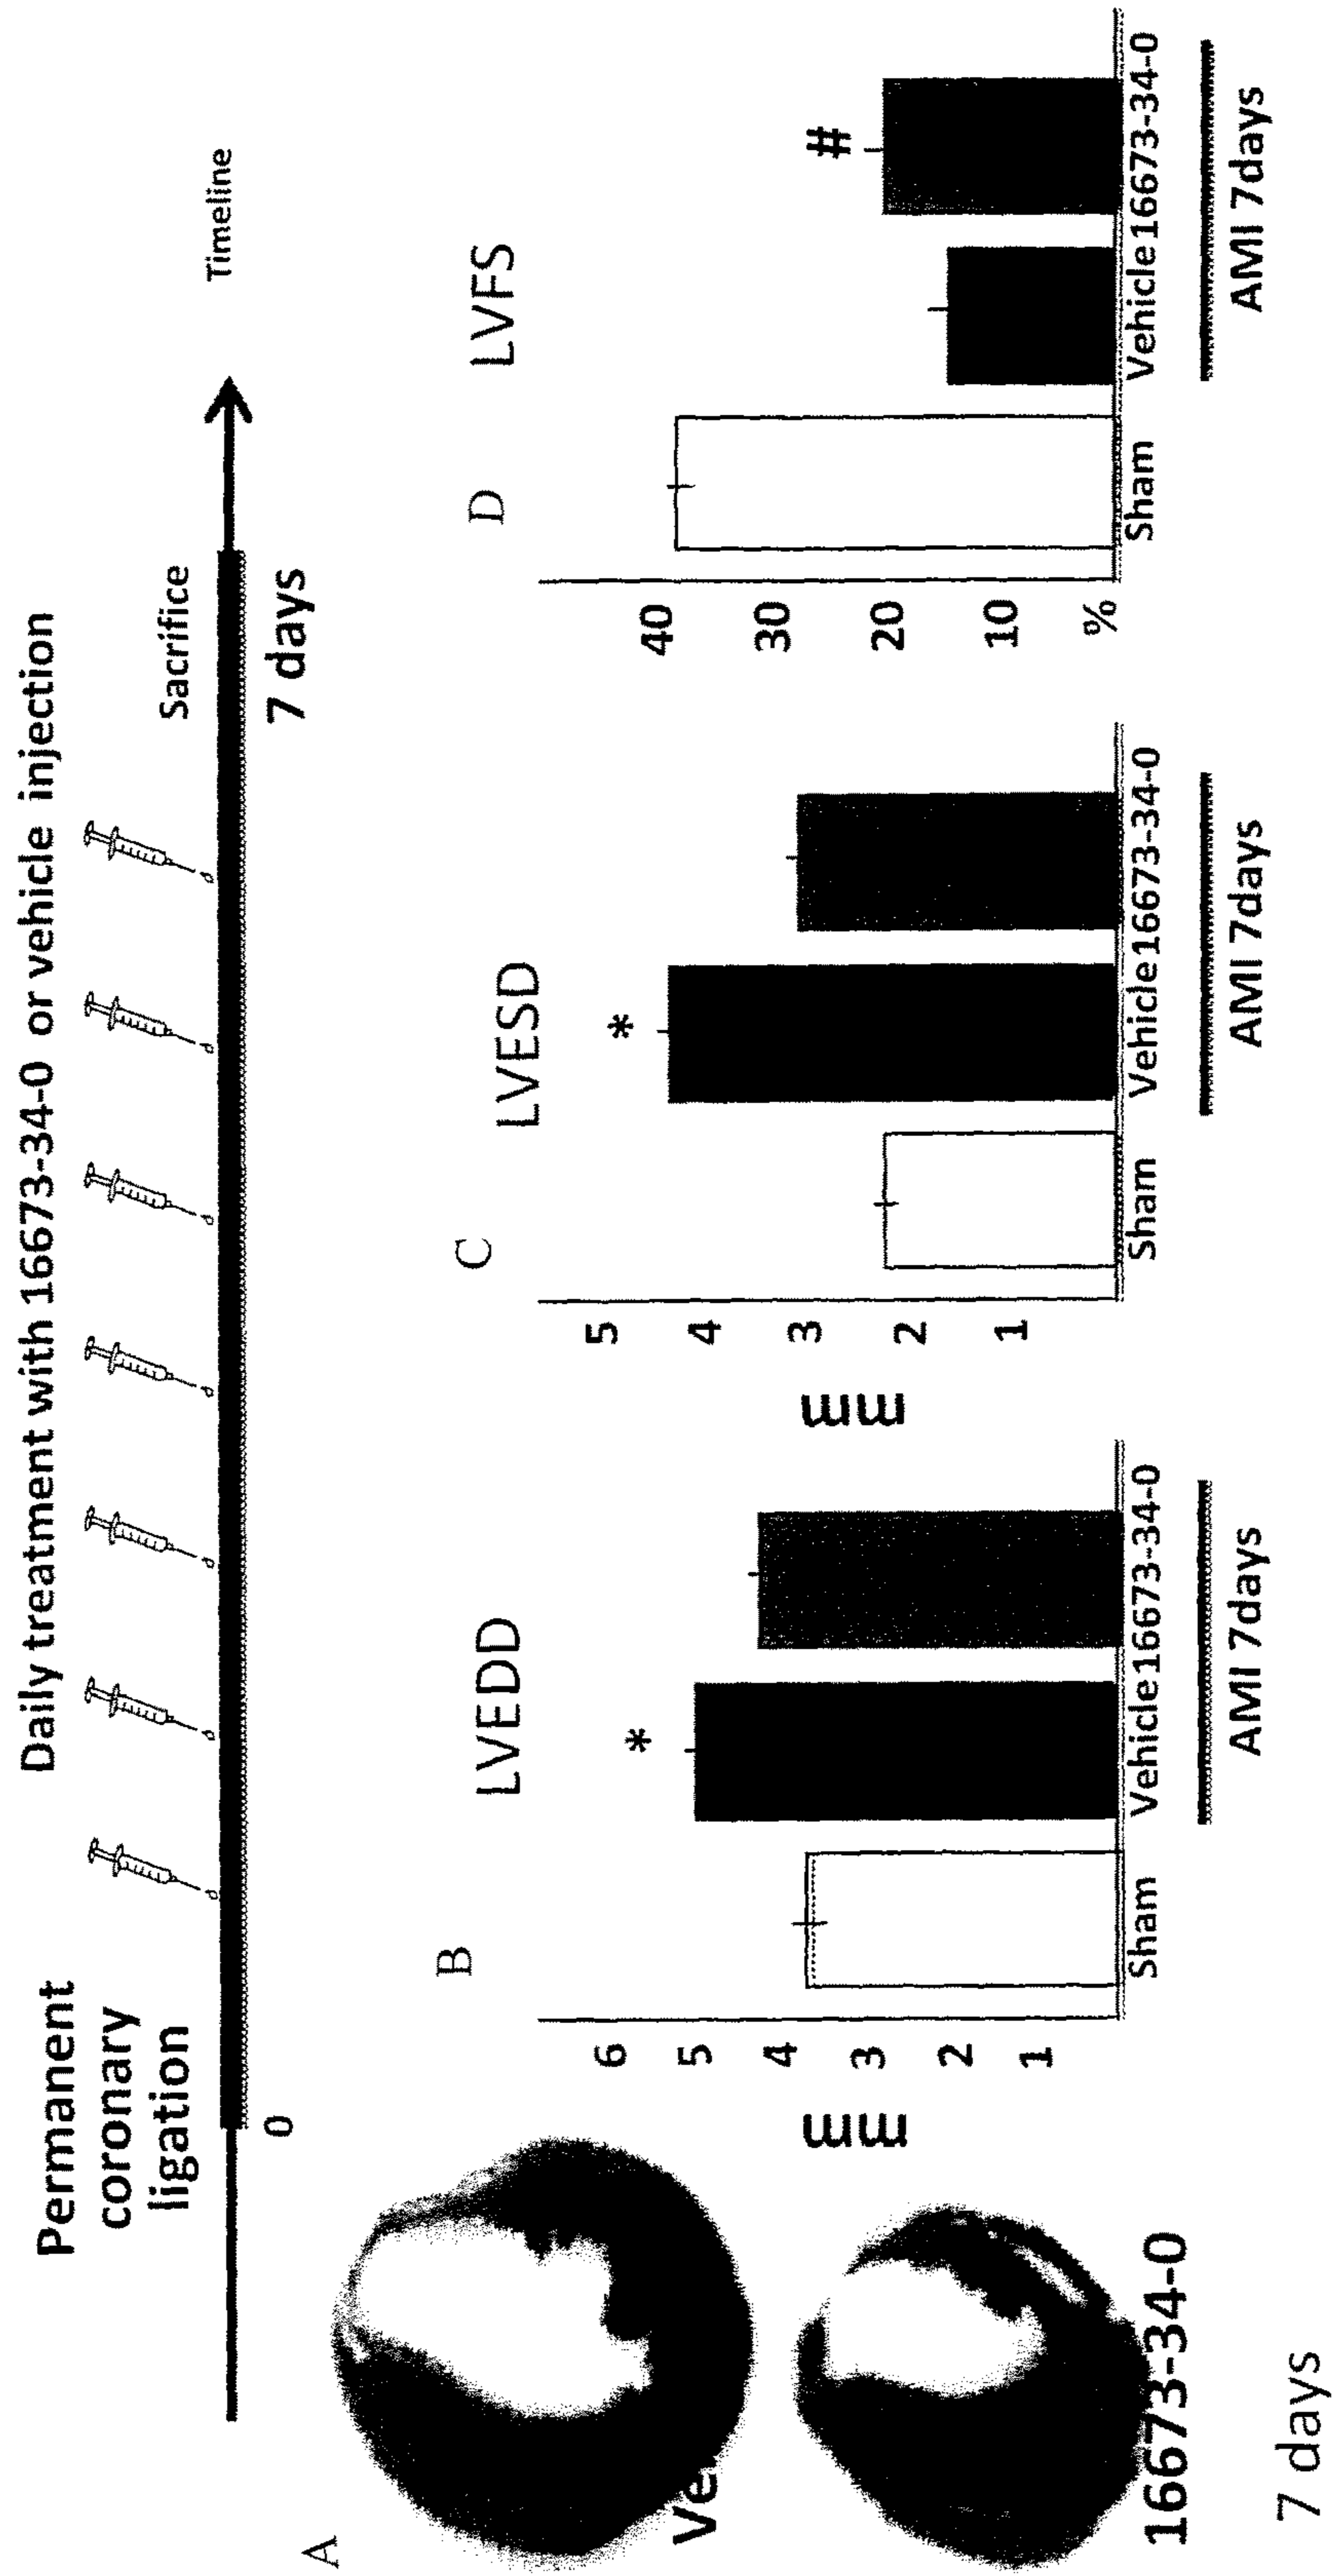 Daily treatment with 16673-34-0 or vehicle injection
Permanent
coronary
ligation
Sacrifice
Timeline
0
7 days
A
16673-34-0
7 days
B
LVEDD
mm
6
5
4
3
2
1
*
Sham
Vehicle
16673-34-0
AMI 7days
C
LVESD
mm
5
4
3
2
1
*
Sham
Vehicle
16673-34-0
AMI 7days
D
LVFS
40
30
20
10
%
#
Sham
Vehicle
16673-34-0
AMI 7days